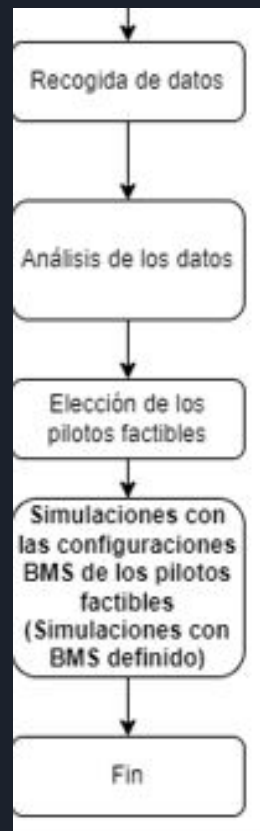 Recogida de datos
Análisis de los datos
Elección de los
pilotos factibles
Simulaciones con
las configuraciones
BMS de los pilotos
factibles
(Simulaciones con
BMS definido)
Fin